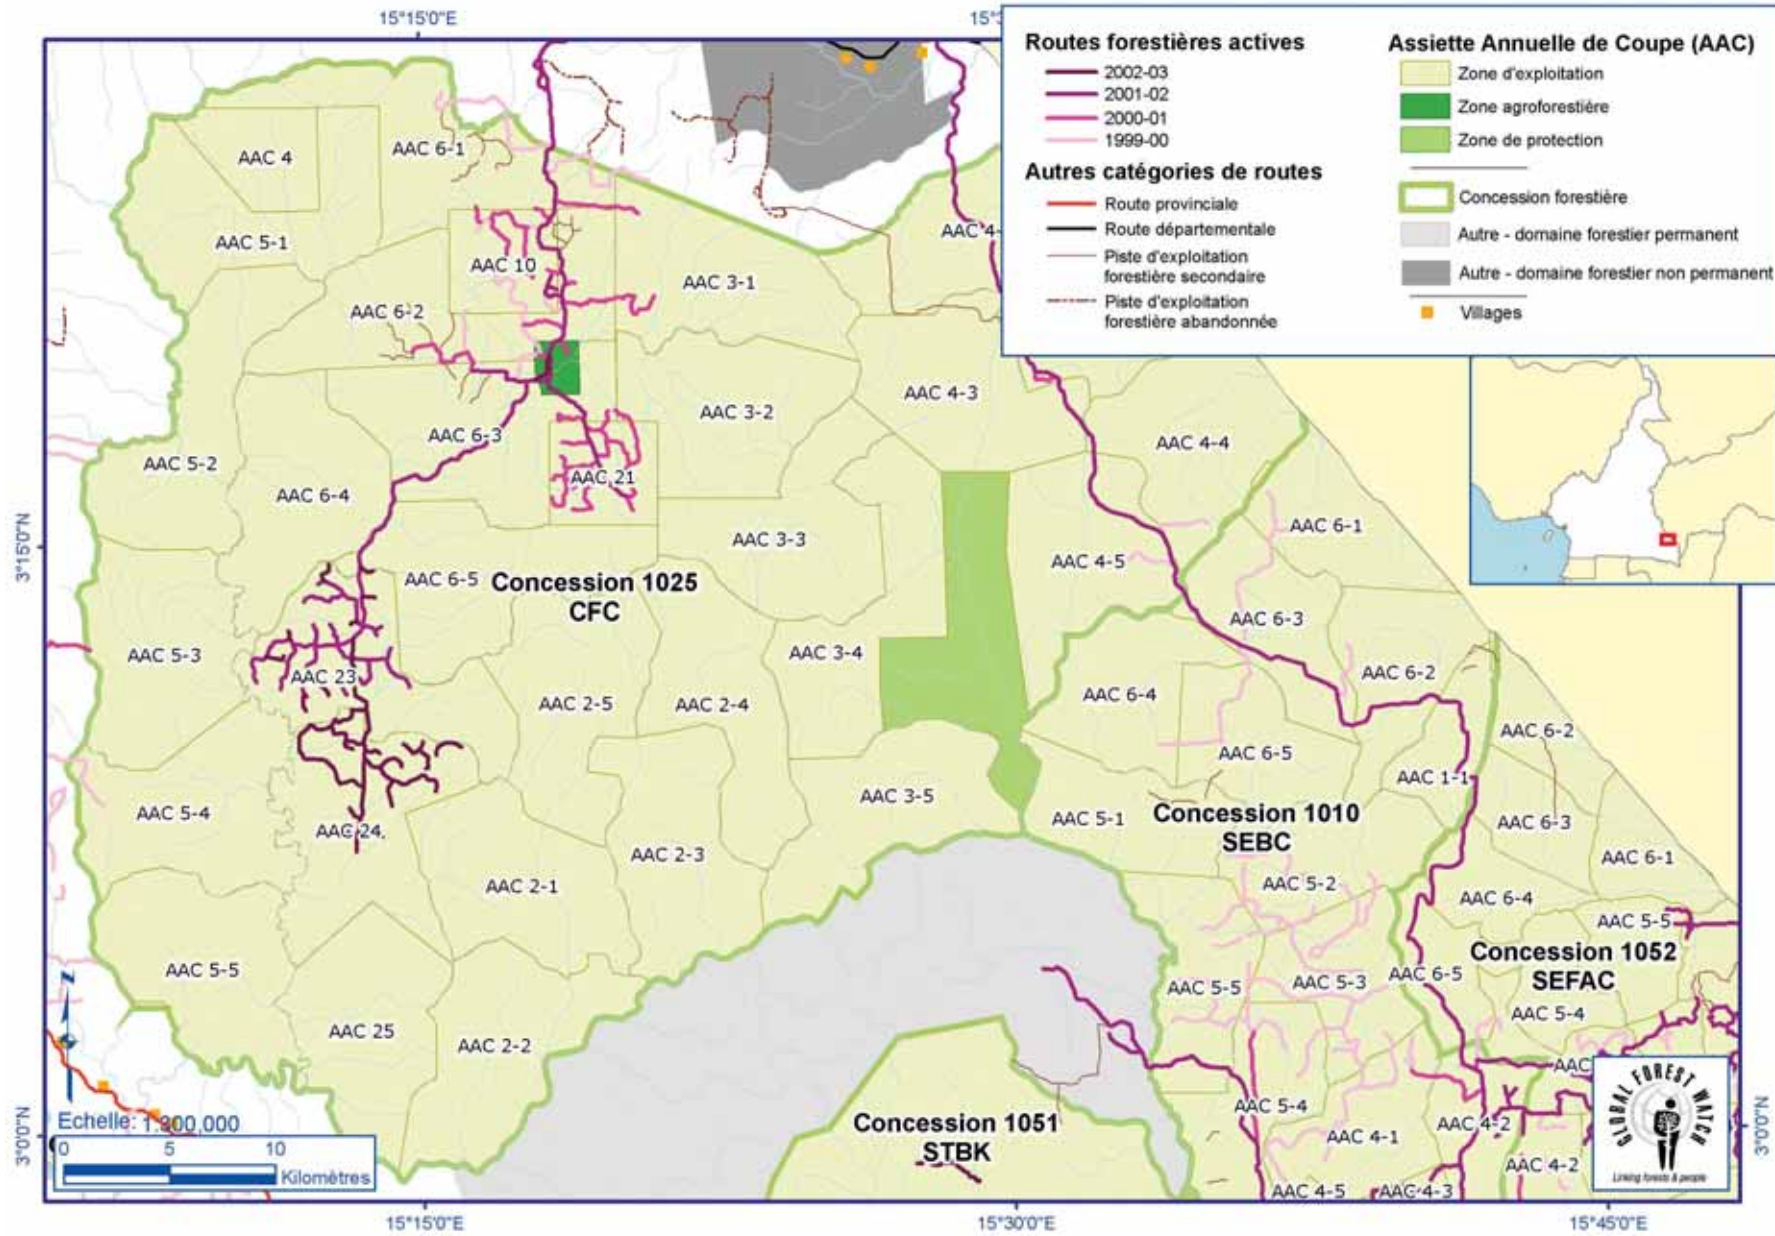 15°15'0"E
Routes forestières actives
2002-03
2001-02
2000-01
1999-00
Autres catégories de routes
Route provinciale
Route départementale
Piste d'exploitation
forestière secondaire
Piste d'exploitation
forestière abandonnée
Assiette Annuelle de Coupe (AAC)
Zone d'exploitation
Zone agroforestière
Zone de protection
Concession forestière
Autre - domaine forestier permanent
Autre - domaine forestier non permanent
Villages
AAC 4
AAC 6-1
AAC 5-1
AAC 10
AAC 3-1
AAC 4-
AAC 6-2
AAC 3-2
AAC 4-3
AAC 6-3
AAC 4-4
AAC 5-2
AAC 21
AAC 6-4
AAC 6-1
3°15'0"N
AAC 3-3
AAC 4-5
AAC 6-5
Concession 1025
CFC
AAC 6-3
AAC 5-3
AAC 3-4
AAC 23
AAC 6-2
AAC 6-4
AAC 2-5
AAC 2-4
AAC 6-2
AAC 6-5
AAC 1-1
AAC 3-5
AAC 5-4
AAC 5-1
Concession 1010
SEBC
AAC 6-3
AAC 24
AAC 2-3
AAC 6-1
AAC 2-1
AAC 5-2
AAC 6-4
AAC 5-5
Concession 1052
SEFAC
AAC 5-5
AAC 5-5
AAC 5-3
AAC 6-5
AAC 5-4
AAC 25
AAC 2-2
AAC
AAC 5-4
Concession 1051
STBK
AAC 4-1
AAC 4-2
AAC 4-2
AAC 4-5
AAC 4-3
N
Echelle: 1:300,000
0 5 10
Kilomètres
GLOBAL FOREST WATCH
Linking forests & people
3°0'0"N
3°0'0"N
15°15'0"E
15°30'0"E
15°45'0"E